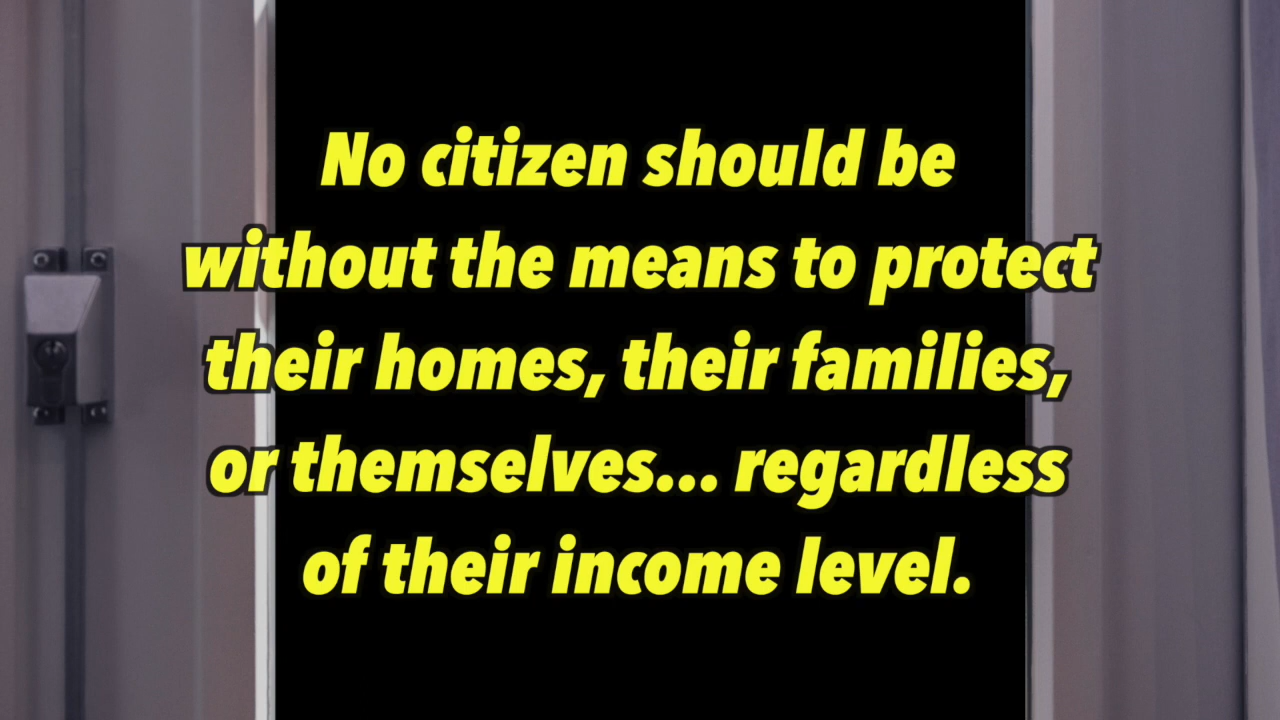 No citizen should be
without the means to protect
their homes, their families,
or themselves... regardless
of their income level.